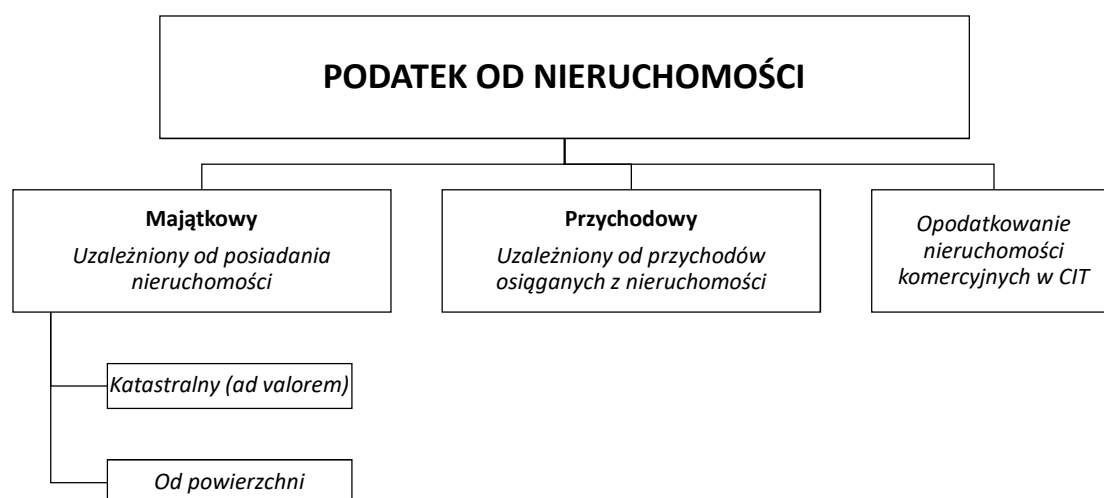 PODATEK OD NIERUCHOMOŚCI
Majątkowy
Uzależniony od posiadania
nieruchomości
Przychodowy
Uzależniony od przychodów
osiąganych z nieruchomości
Opodatkowanie
nieruchomości
komercyjnych w CIT
Katastralny (ad valorem)
Od powierzchni